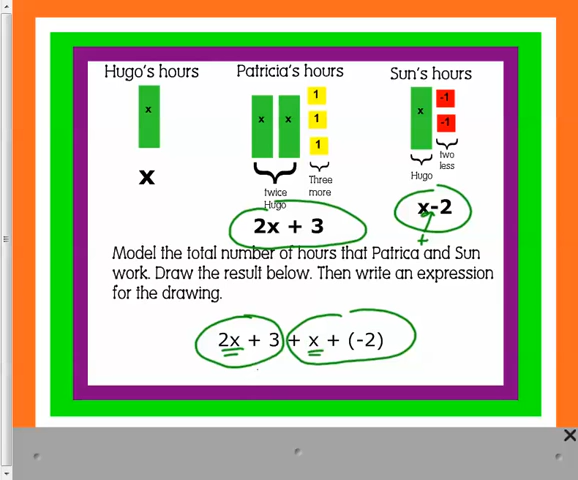 Hugo's hours
Patricia's hours
Sun's hours
x
x
x
1
1
1
x
-1
-1
x
twice
Hugo
Three
more
Hugo
two
less
2x + 3
x-2
+
Model the total number of hours that Patrica and Sun
work. Draw the result below. Then write an expression
for the drawing.
2x + 3 + x + (-2)